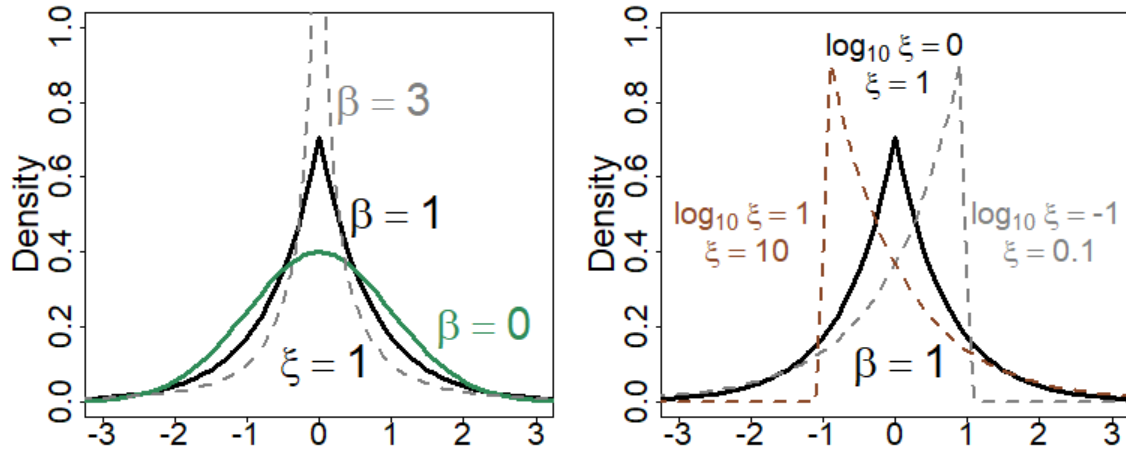 1.0
0.8
0.6
0.4
0.2
0.0
Density
β = 3
β = 1
β = 0
ξ = 1
-3 -2 -1 0 1 2 3
1.0
0.8
0.6
0.4
0.2
0.0
Density
log₁₀ ξ = 0
ξ = 1
log₁₀ ξ = 1
ξ = 10
log₁₀ ξ = -1
ξ = 0.1
β = 1
-3 -2 -1 0 1 2 3